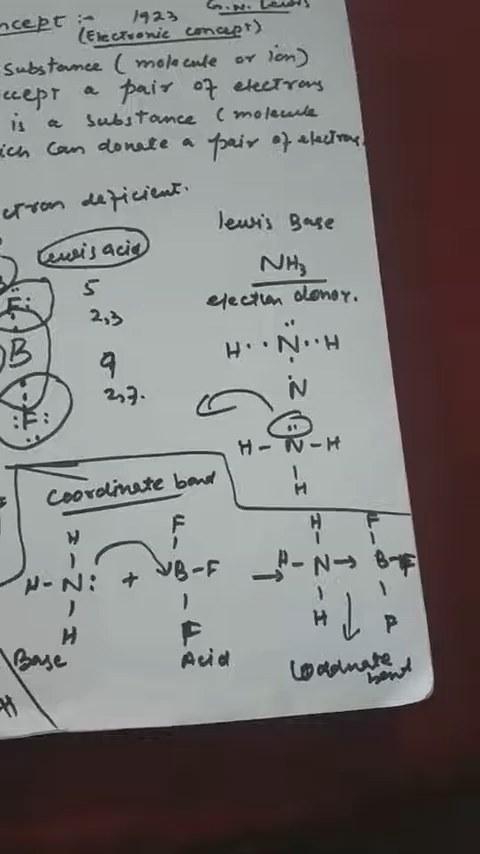 ncept :- 1923 G.N. Lewis
(Electronic concept)
substance (molecule or ion)
ccept a pair of electrons
is a substance (molecule
ich can donate a pair of electrons
ctron deficient.
lewis Base
Lewis acid
NH3
5
electron donor.
:F:
2,3
H··N··H
B
9
N
2,7.
:F:
H-N-H
H
Coordinate bond
H F H F
H-N: + B-F → H-N→ B-F
H F H F
Base Acid Coordinate
bond
H